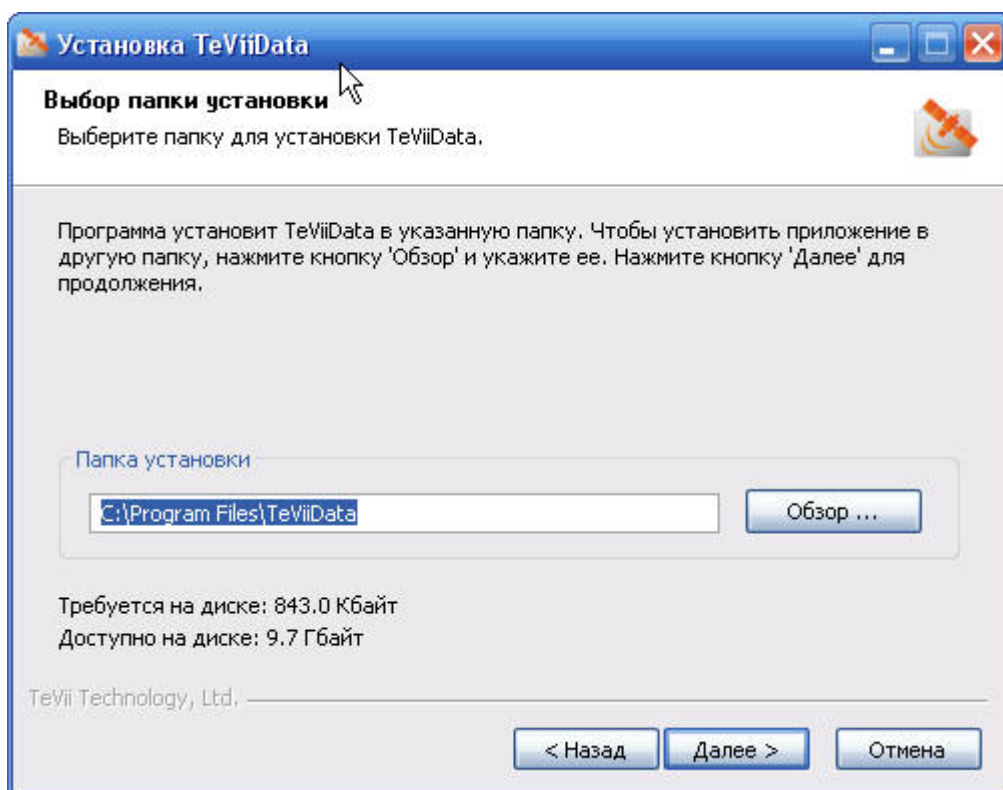 Установка TeViiData
Выбор папки установки
Выберите папку для установки TeViiData.
Программа установит TeViiData в указанную папку. Чтобы установить приложение в
другую папку, нажмите кнопку 'Обзор' и укажите ее. Нажмите кнопку 'Далее' для
продолжения.
Папка установки
C:\Program Files\TeViiData
Обзор ...
Требуется на диске: 843.0 Кбайт
Доступно на диске: 9.7 Гбайт
TeVii Technology, Ltd.
< Назад
Далее >
Отмена